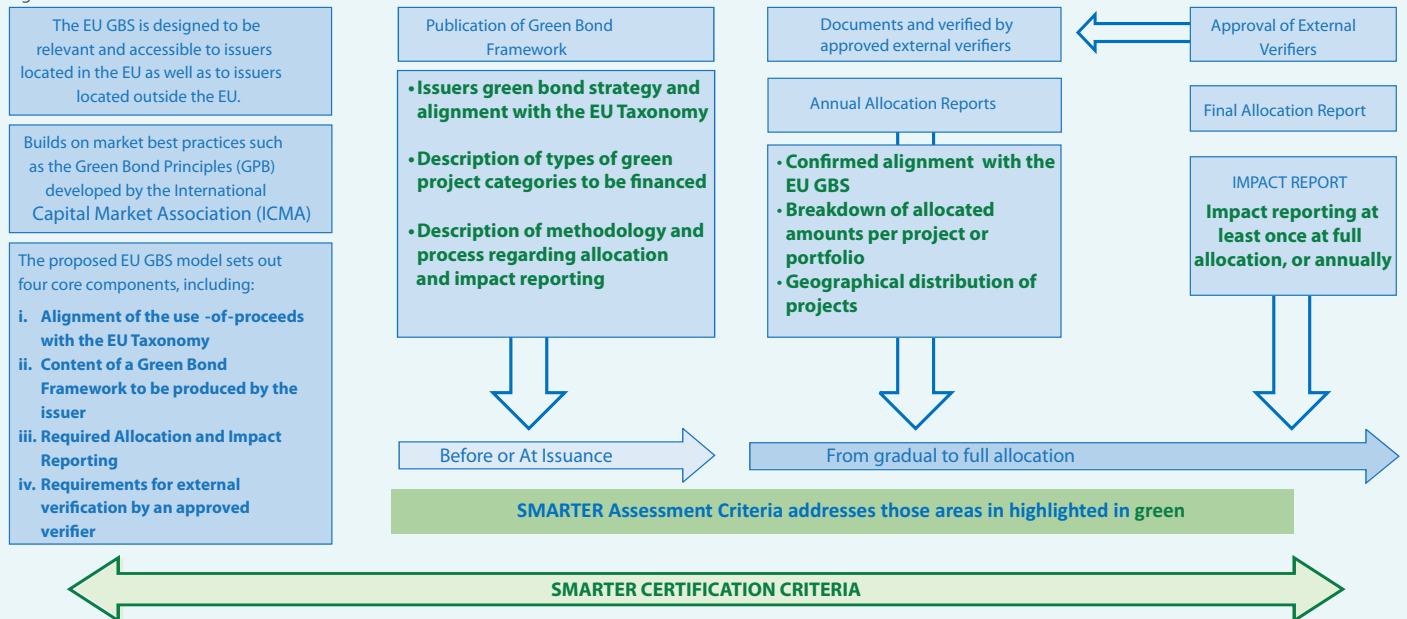 The EU GBS is designed to be
relevant and accessible to issuers
located in the EU as well as to issuers
located outside the EU.
Builds on market best practices such
as the Green Bond Principles (GPB)
developed by the International
Capital Market Association (ICMA)
The proposed EU GBS model sets out
four core components, including:
i. Alignment of the use -of-proceeds
with the EU Taxonomy
ii. Content of a Green Bond
Framework to be produced by the
issuer
iii. Required Allocation and Impact
Reporting
iv. Requirements for external
verification by an approved
verifier
Publication of Green Bond
Framework
• Issuers green bond strategy and
alignment with the EU Taxonomy
• Description of types of green
project categories to be financed
• Description of methodology and
process regarding allocation
and impact reporting
Before or At Issuance
Documents and verified by
approved external verifiers
Annual Allocation Reports
• Confirmed alignment with the
EU GBS
• Breakdown of allocated
amounts per project or
portfolio
• Geographical distribution of
projects
Approval of External
Verifiers
Final Allocation Report
IMPACT REPORT
Impact reporting at
least once at full
allocation, or annually
From gradual to full allocation
SMARTER Assessment Criteria addresses those areas in highlighted in green
SMARTER CERTIFICATION CRITERIA